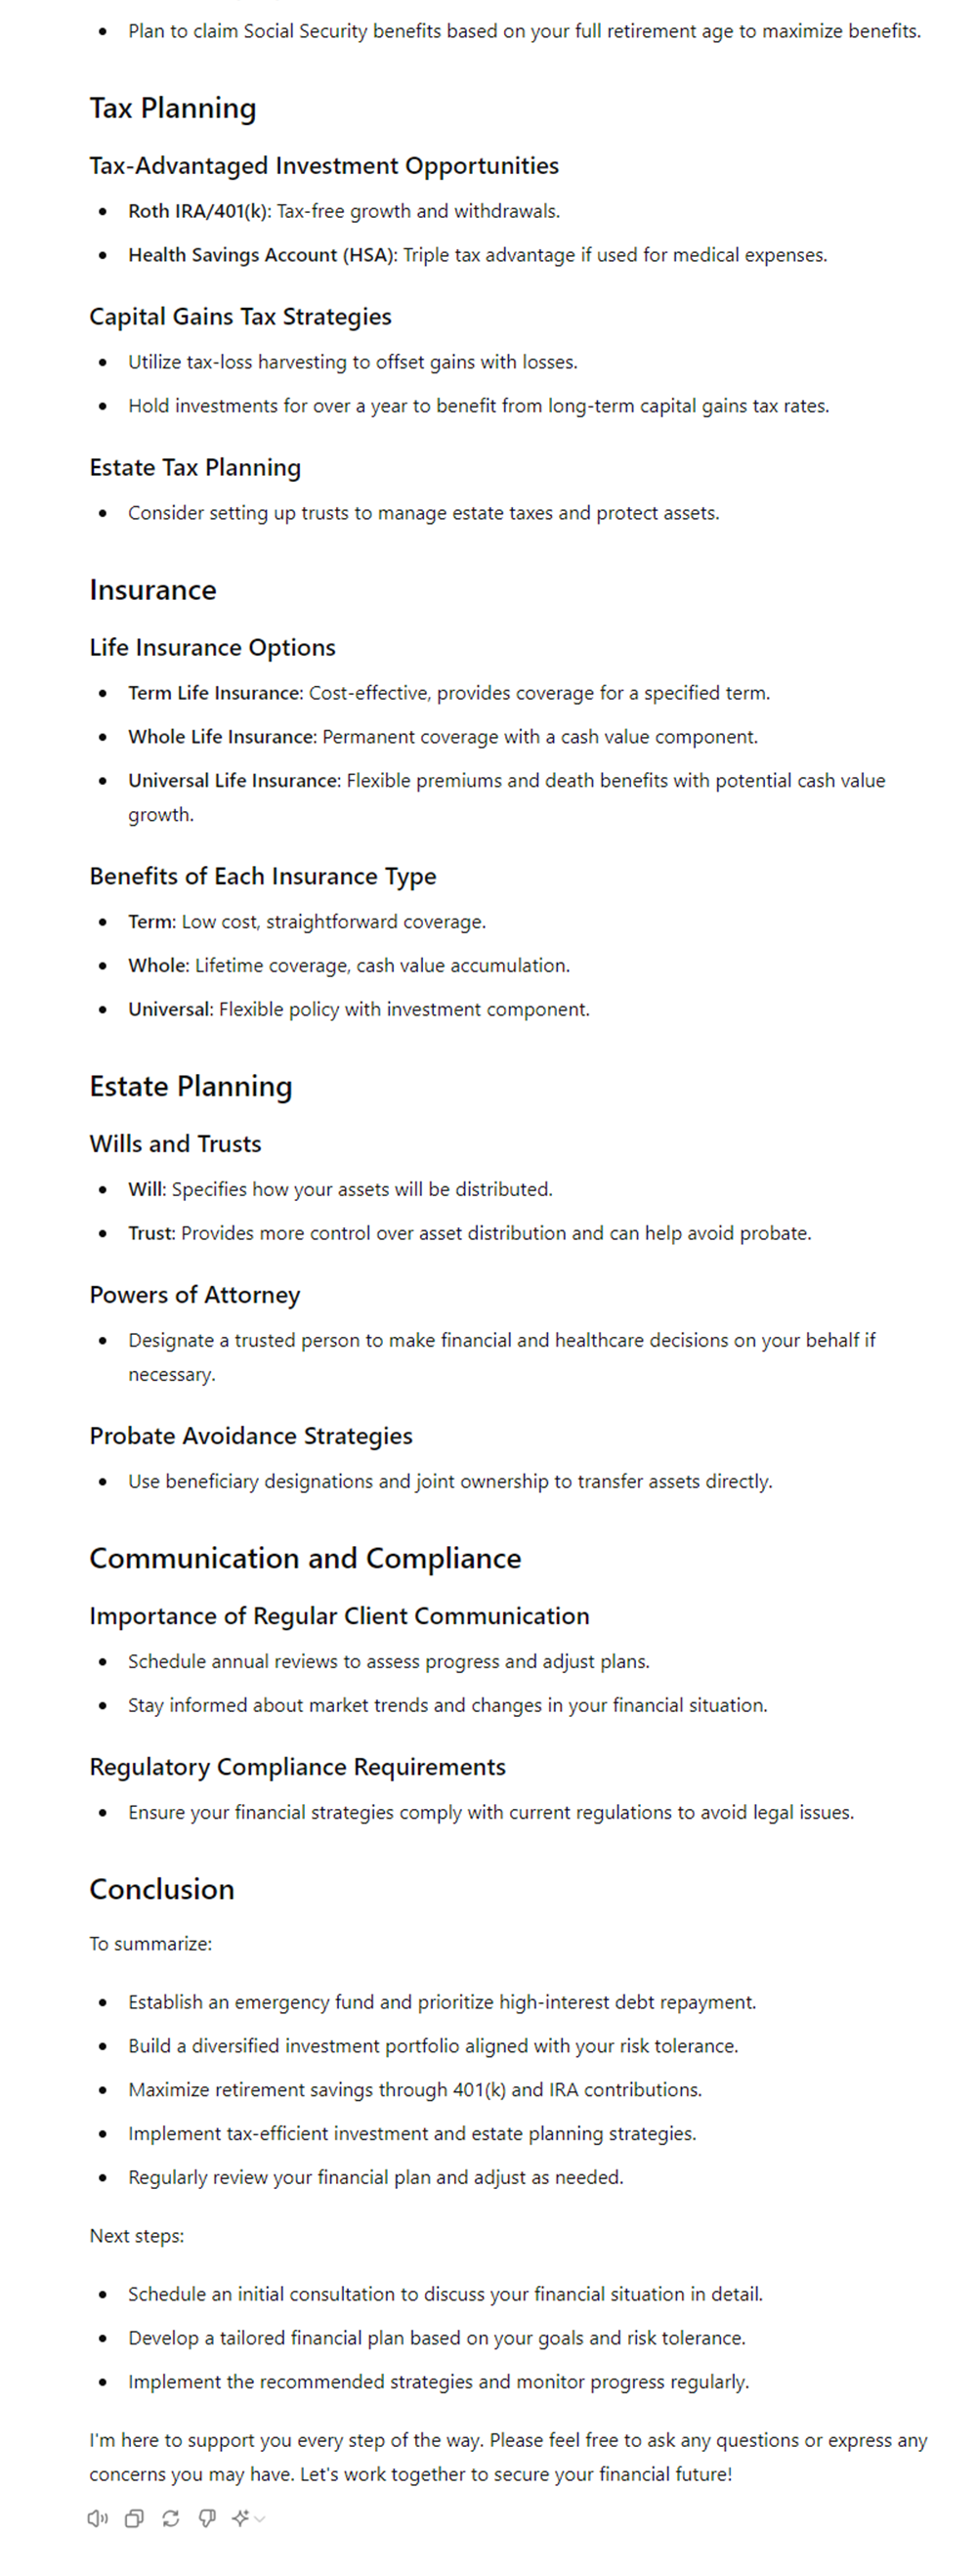 • Plan to claim Social Security benefits based on your full retirement age to maximize benefits.
Tax Planning
Tax-Advantaged Investment Opportunities
• Roth IRA/401(k): Tax-free growth and withdrawals.
• Health Savings Account (HSA): Triple tax advantage if used for medical expenses.
Capital Gains Tax Strategies
• Utilize tax-loss harvesting to offset gains with losses.
• Hold investments for over a year to benefit from long-term capital gains tax rates.
Estate Tax Planning
• Consider setting up trusts to manage estate taxes and protect assets.
Insurance
Life Insurance Options
• Term Life Insurance: Cost-effective, provides coverage for a specified term.
• Whole Life Insurance: Permanent coverage with a cash value component.
• Universal Life Insurance: Flexible premiums and death benefits with potential cash value
growth.
Benefits of Each Insurance Type
• Term: Low cost, straightforward coverage.
• Whole: Lifetime coverage, cash value accumulation.
• Universal: Flexible policy with investment component.
Estate Planning
Wills and Trusts
• Will: Specifies how your assets will be distributed.
• Trust: Provides more control over asset distribution and can help avoid probate.
Powers of Attorney
• Designate a trusted person to make financial and healthcare decisions on your behalf if
necessary.
Probate Avoidance Strategies
• Use beneficiary designations and joint ownership to transfer assets directly.
Communication and Compliance
Importance of Regular Client Communication
• Schedule annual reviews to assess progress and adjust plans.
• Stay informed about market trends and changes in your financial situation.
Regulatory Compliance Requirements
• Ensure your financial strategies comply with current regulations to avoid legal issues.
Conclusion
To summarize:
• Establish an emergency fund and prioritize high-interest debt repayment.
• Build a diversified investment portfolio aligned with your risk tolerance.
• Maximize retirement savings through 401(k) and IRA contributions.
• Implement tax-efficient investment and estate planning strategies.
• Regularly review your financial plan and adjust as needed.
Next steps:
• Schedule an initial consultation to discuss your financial situation in detail.
• Develop a tailored financial plan based on your goals and risk tolerance.
• Implement the recommended strategies and monitor progress regularly.
I'm here to support you every step of the way. Please feel free to ask any questions or express any
concerns you may have. Let's work together to secure your financial future!